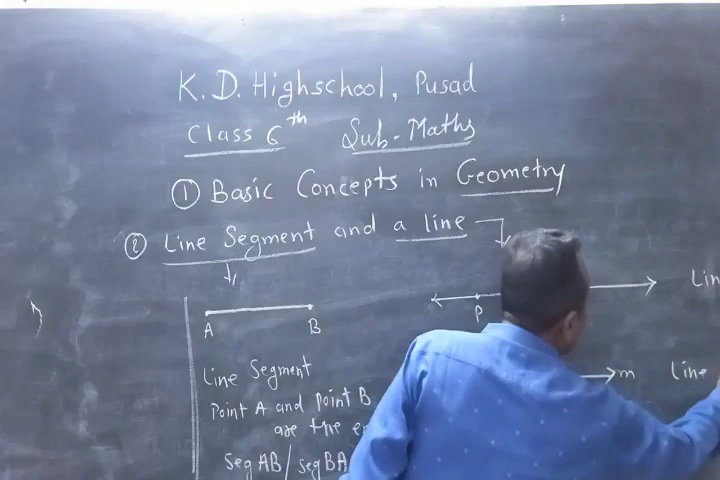 K.D. Highschool, Pusad
Class 6th Sub-Maths
① Basic Concepts in Geometry
② Line Segment and a line
A B
P
Line Segment
m
Line
Point A and Point B
are the
seg AB/seg BA